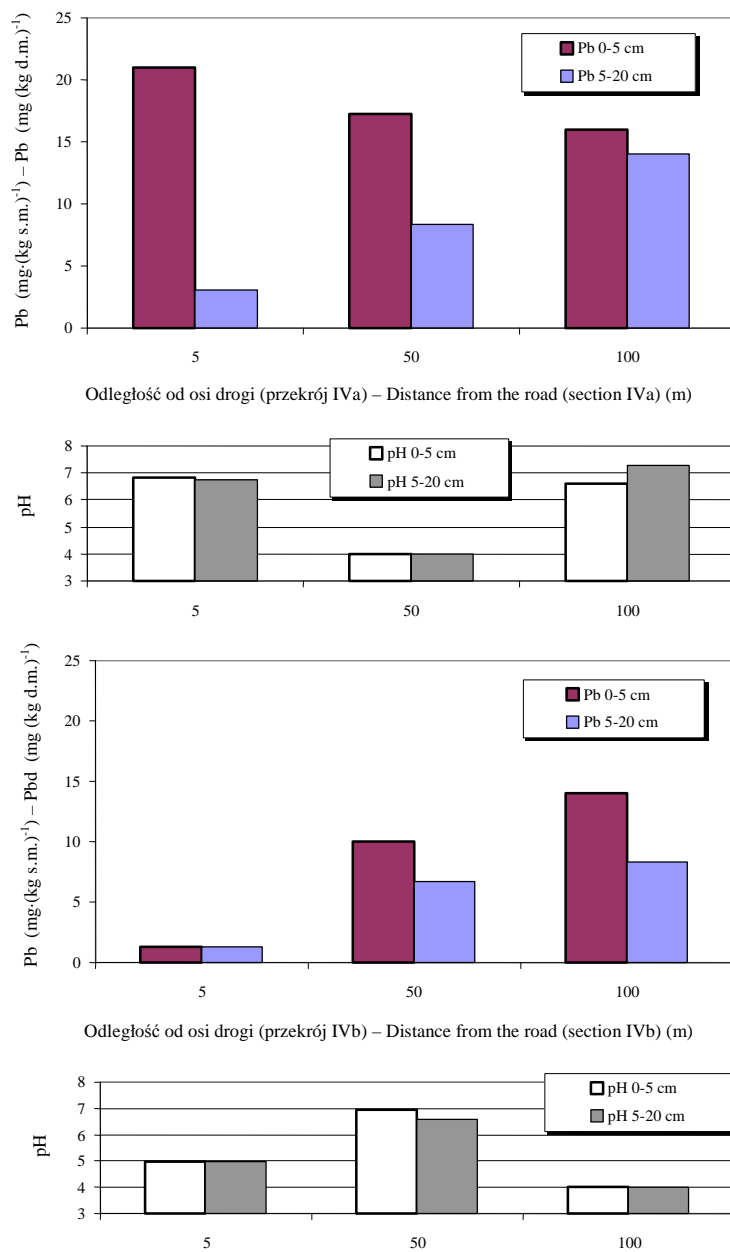 25
20
15
10
5
0
Pb (mg·(kg s.m.)-1) – Pb (mg (kg d.m.)-1)
Pb 0-5 cm
Pb 5-20 cm
5 50 100
Odległość od osi drogi (przekrój IVa) – Distance from the road (section IVa) (m)
8
7
6
5
4
3
pH
pH 0-5 cm
pH 5-20 cm
5 50 100
25
20
15
10
5
0
Pb (mg·(kg s.m.)-1) – Pbd (mg (kg d.m.)-1)
Pb 0-5 cm
Pb 5-20 cm
5 50 100
Odległość od osi drogi (przekrój IVb) – Distance from the road (section IVb) (m)
8
7
6
5
4
3
pH
pH 0-5 cm
pH 5-20 cm
5 50 100